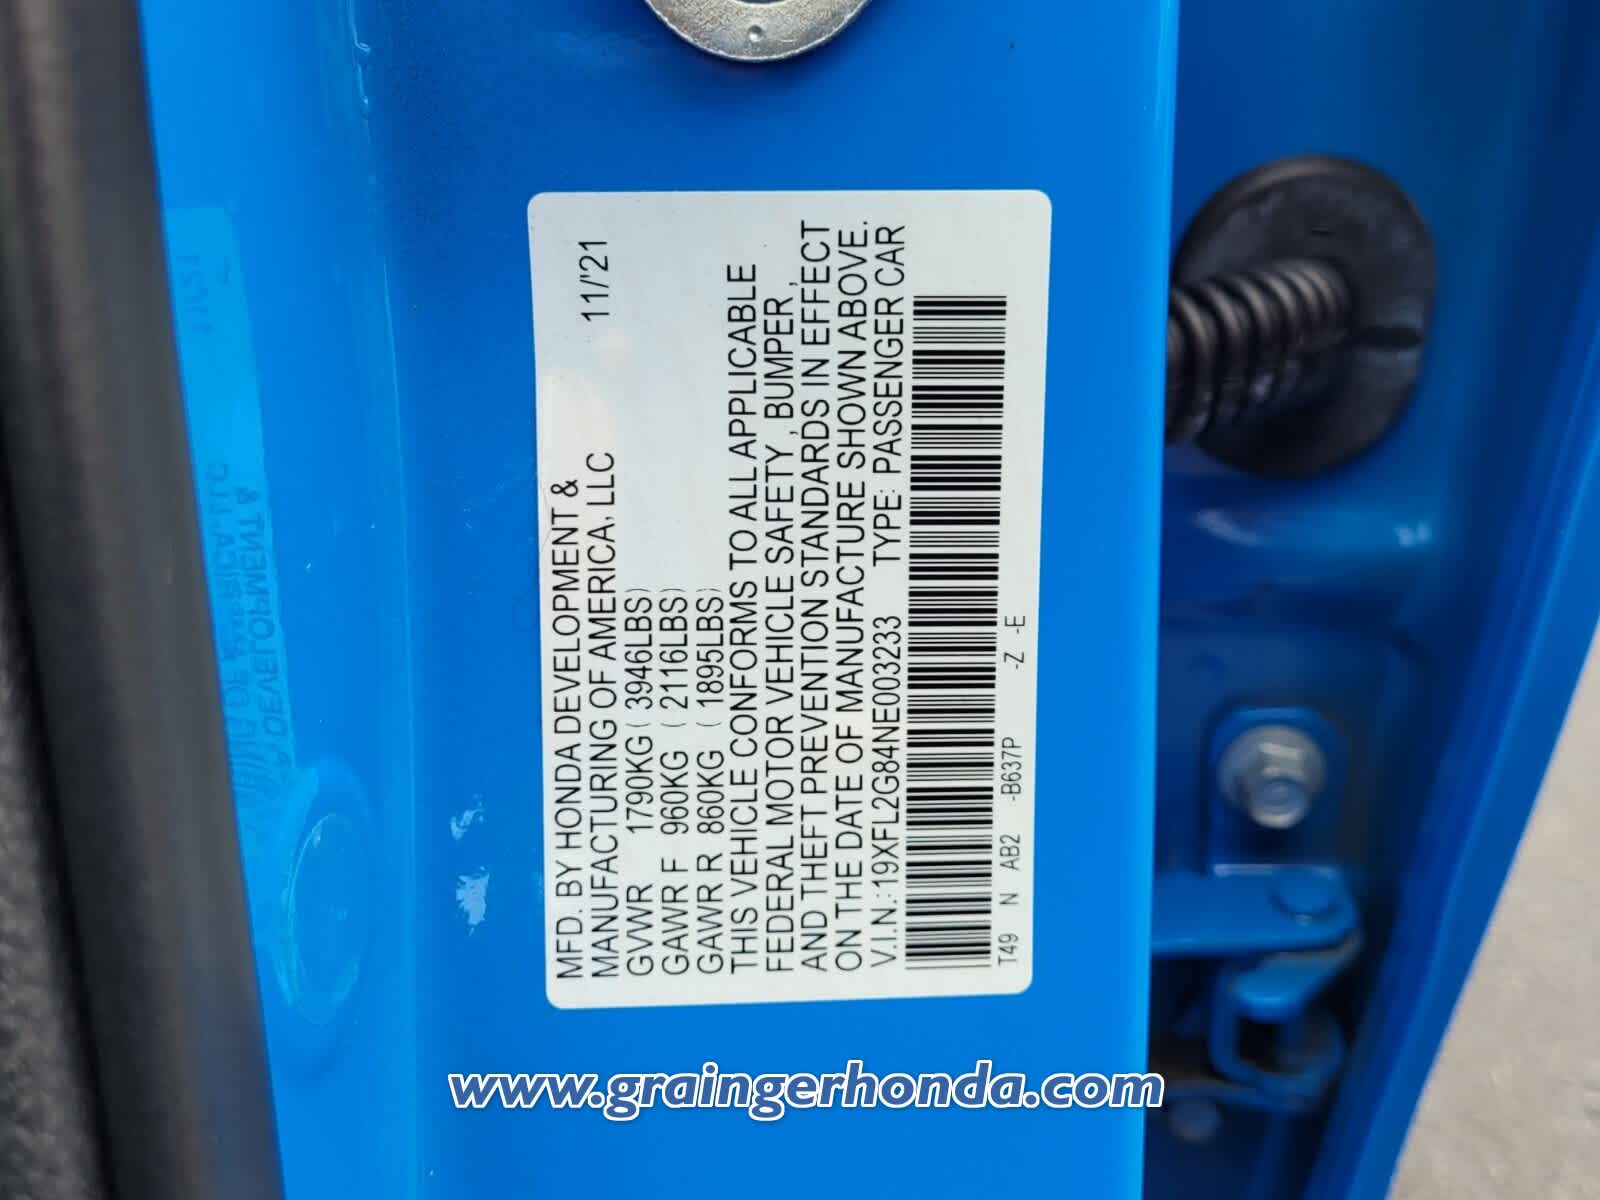 MFD. BY HONDA DEVELOPMENT & 11/'21
MANUFACTURING OF AMERICA, LLC
GVWR 1790KG ( 3946LBS)
GAWR F 960KG ( 2116LBS)
GAWR R 860KG ( 1895LBS)
THIS VEHICLE CONFORMS TO ALL APPLICABLE
FEDERAL MOTOR VEHICLE SAFETY , BUMPER ,
AND THEFT PREVENTION STANDARDS IN EFFECT
ON THE DATE OF MANUFACTURE SHOWN ABOVE.
V.I.N.:19XFL2G84NE003233 TYPE: PASSENGER CAR
T49 N AB2 -B637P -Z -E
www.graingerhonda.com